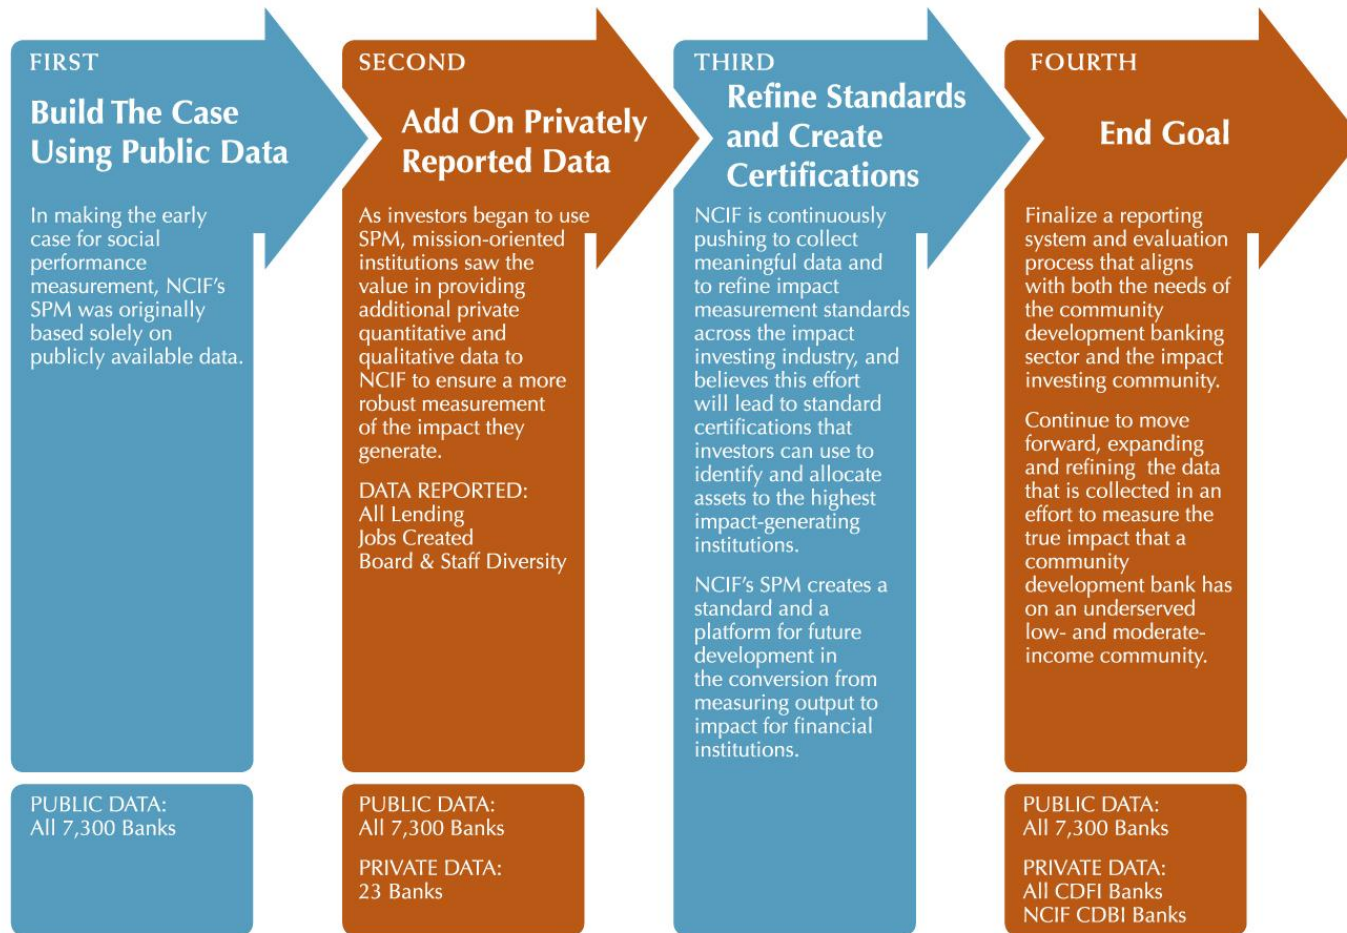 FIRST
Build The Case
Using Public Data
In making the early
case for social
performance
measurement, NCIF's
SPM was originally
based solely on
publicly available data.
PUBLIC DATA:
All 7,300 Banks
SECOND
Add On Privately
Reported Data
As investors began to use
SPM, mission-oriented
institutions saw the
value in providing
additional private
quantitative and
qualitative data to
NCIF to ensure a more
robust measurement
of the impact they
generate.
DATA REPORTED:
All Lending
Jobs Created
Board & Staff Diversity
PUBLIC DATA:
All 7,300 Banks
PRIVATE DATA:
23 Banks
THIRD
Refine Standards
and Create
Certifications
NCIF is continuously
pushing to collect
meaningful data and
to refine impact
measurement standards
across the impact
investing industry, and
believes this effort
will lead to standard
certifications that
investors can use to
identify and allocate
assets to the highest
impact-generating
institutions.
NCIF's SPM creates a
standard and a
platform for future
development in
the conversion from
measuring output to
impact for financial
institutions.
FOURTH
End Goal
Finalize a reporting
system and evaluation
process that aligns
with both the needs of
the community
development banking
sector and the impact
investing community.
Continue to move
forward, expanding
and refining the data
that is collected in an
effort to measure the
true impact that a
community
development bank has
on an underserved
low- and moderate-
income community.
PUBLIC DATA:
All 7,300 Banks
PRIVATE DATA:
All CDFI Banks
NCIF CDBI Banks